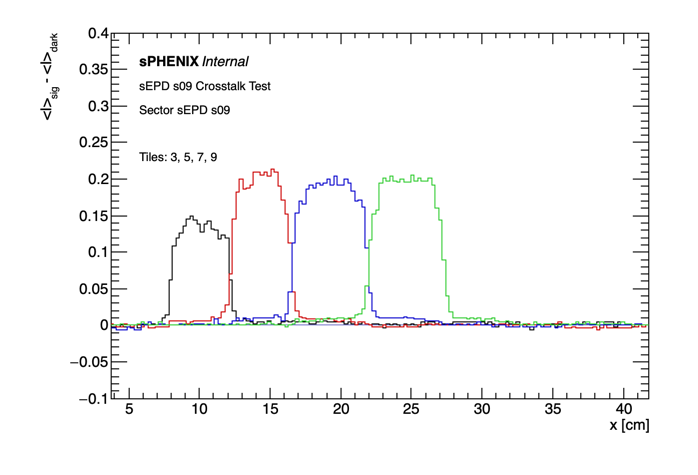 <I>sig - <I>dark
0.4
0.35
0.3
0.25
0.2
0.15
0.1
0.05
0
−0.05
−0.1
sPHENIX Internal
sEPD s09 Crosstalk Test
Sector sEPD s09
Tiles: 3, 5, 7, 9
5 10 15 20 25 30 35 40
x [cm]